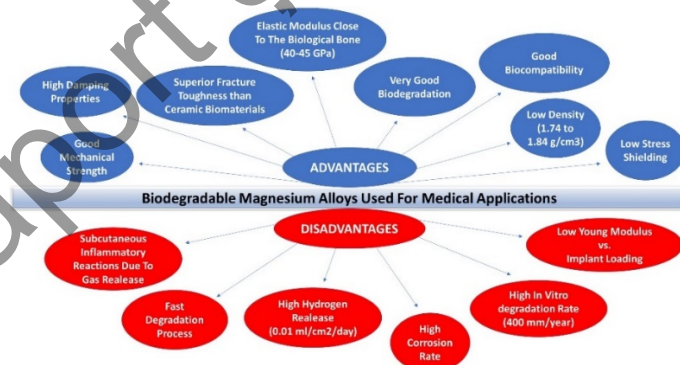 Elastic Modulus Close
To The Biological Bone
(40-45 GPa)
Good
Biocompatibility
High Damping
Properties
Superior Fracture
Toughness than
Ceramic Biomaterials
Very Good
Biodegradation
Low Density
(1.74 to
1.84 g/cm3)
Good
Mechanical
Strength
ADVANTAGES
Low Stress
Shielding
Biodegradable Magnesium Alloys Used For Medical Applications
DISADVANTAGES
Subcutaneous
Inflammatory
Reactions Due To
Gas Realease
Low Young Modulus
vs.
Implant Loading
Fast
Degradation
Process
High Hydrogen
Realease
(0.01 ml/cm2/day)
High
Corrosion
Rate
High In Vitro
degradation Rate
(400 mm/year)